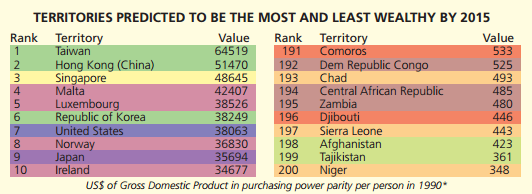 TERRITORIES PREDICTED TO BE THE MOST AND LEAST WEALTHY BY 2015
Rank Territory Value Rank Territory Value
1 Taiwan 64519 191 Comoros 533
2 Hong Kong (China) 51470 192 Dem Republic Congo 525
3 Singapore 48645 193 Chad 493
4 Malta 42407 194 Central African Republic 485
5 Luxembourg 38526 195 Zambia 480
6 Republic of Korea 38249 196 Djibouti 446
7 United States 38063 197 Sierra Leone 443
8 Norway 36830 198 Afghanistan 423
9 Japan 35694 199 Tajikistan 361
10 Ireland 34677 200 Niger 348
US$ of Gross Domestic Product in purchasing power parity per person in 1990*